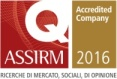 Accredited
Company
ASSIRM
2016
RICERCHE DI MERCATO, SOCIALI, DI OPINIONE